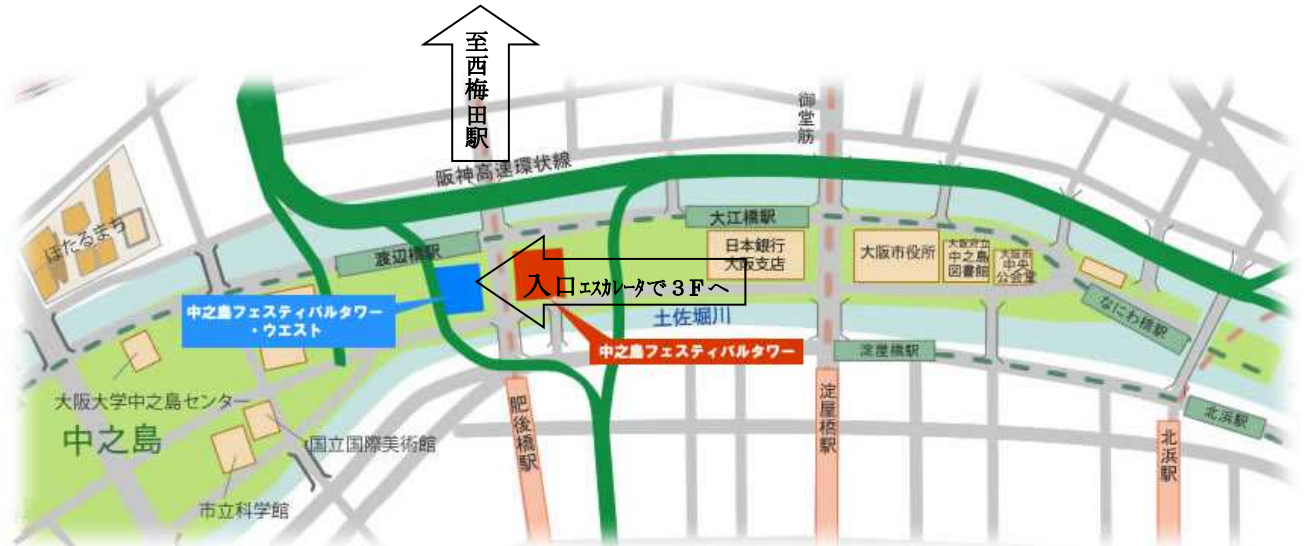 至西梅田駅
御堂筋
阪神高速環状線
ほたるまち
渡辺橋駅
大江橋駅
日本銀行
大阪支店
大阪市役所
大阪府立
中之島
図書館
大阪市
中央
公会堂
なにわ橋駅
入口エスカレータで3Fへ
中之島フェスティバルタワー
・ウエスト
土佐堀川
中之島フェスティバルタワー
淀屋橋駅
大阪大学中之島センター
中之島
国立国際美術館
市立科学館
肥後橋駅
淀屋橋駅
北浜駅
北浜駅